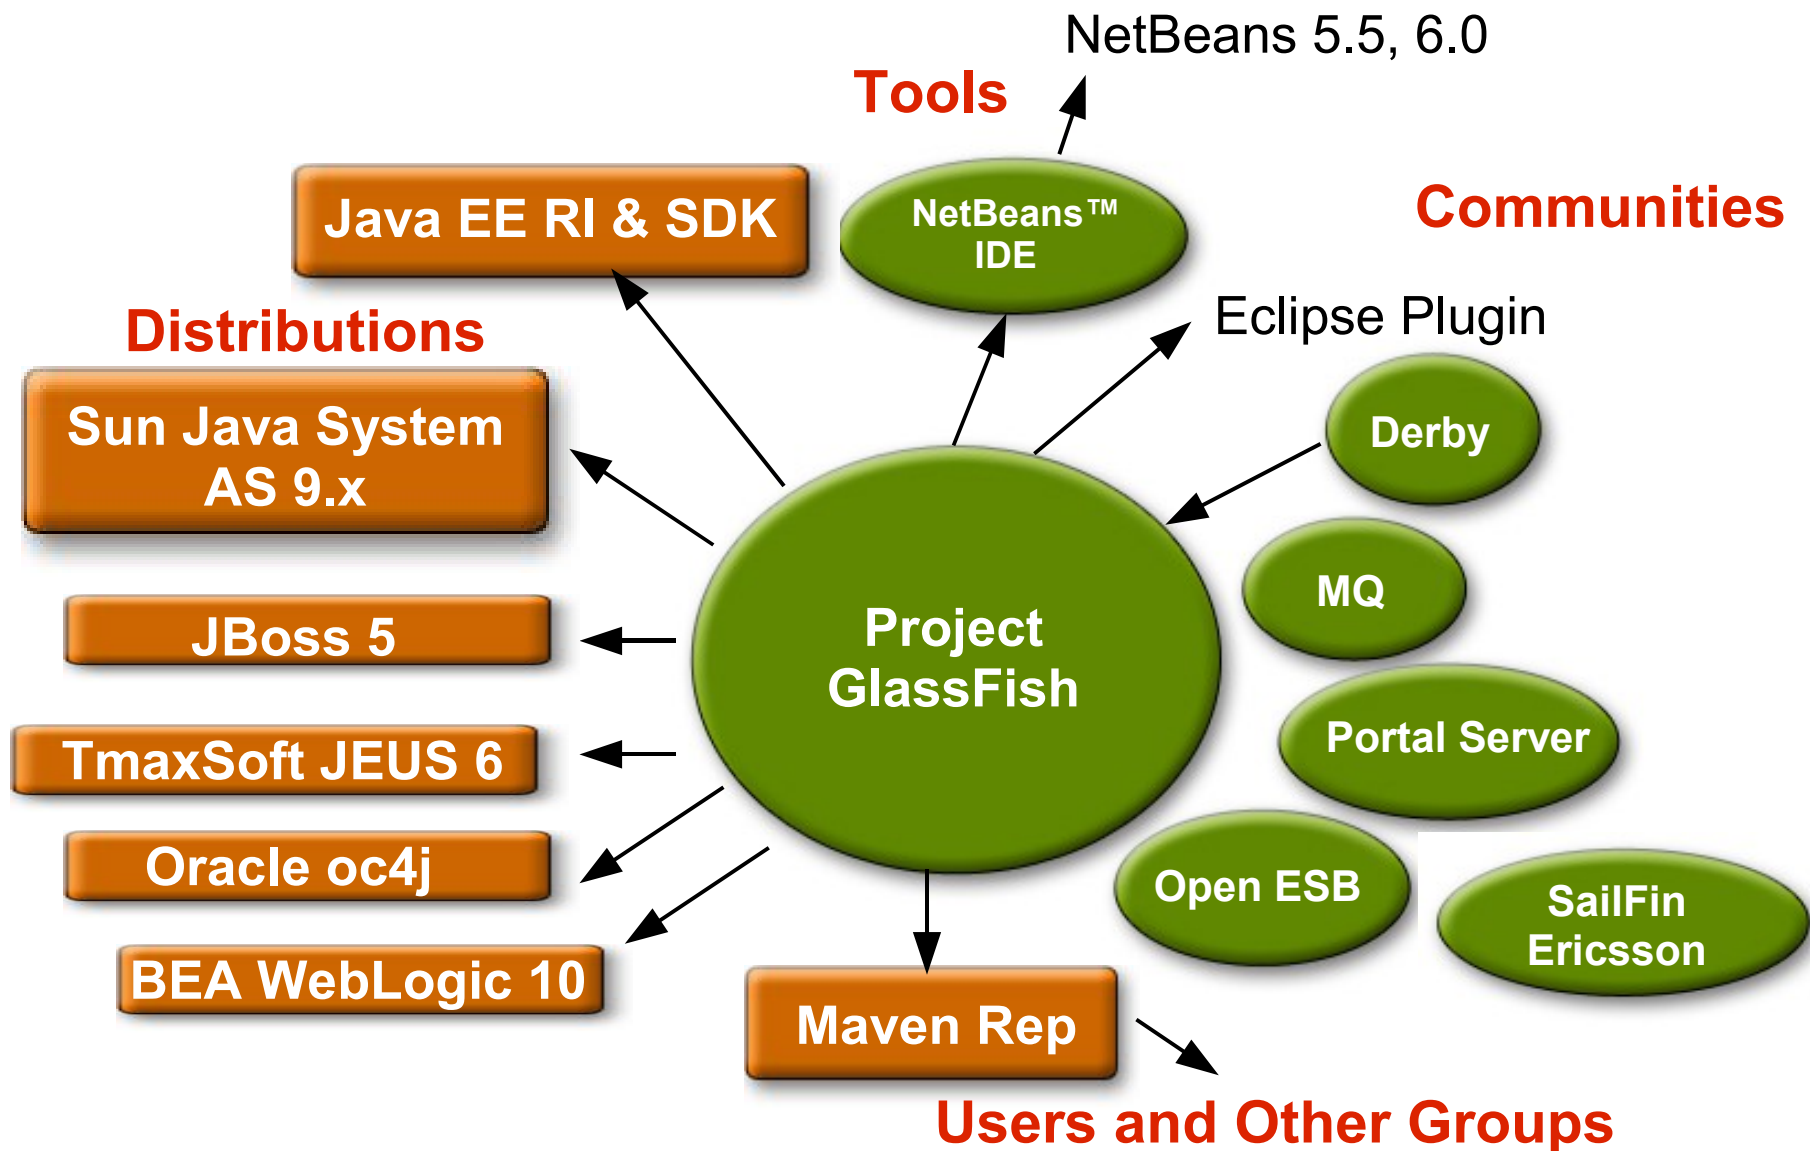 NetBeans 5.5, 6.0
Tools
Java EE RI & SDK
NetBeans™
IDE
Communities
Distributions
Eclipse Plugin
Sun Java System
AS 9.x
Derby
MQ
JBoss 5
Project
GlassFish
TmaxSoft JEUS 6
Portal Server
Oracle oc4j
Open ESB
SailFin
Ericsson
BEA WebLogic 10
Maven Rep
Users and Other Groups